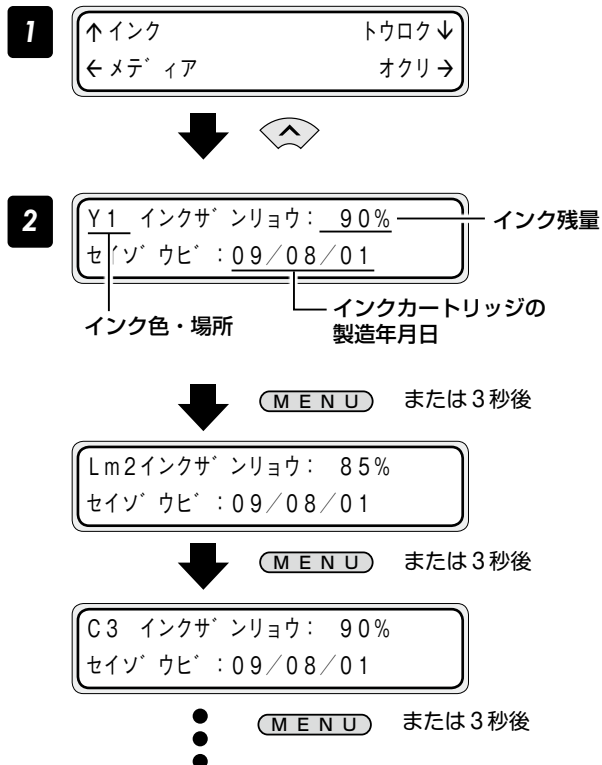 1
↑インク トウロク↓
←メディア オクリ→
2
Y1 インクザンリョウ: 90%
インク残量
セイゾウビ:09/08/01
インク色・場所
インクカートリッジの
製造年月日
MENU または3秒後
Lm2インクザンリョウ: 85%
セイゾウビ:09/08/01
MENU または3秒後
C3 インクザンリョウ: 90%
セイゾウビ:09/08/01
MENU または3秒後